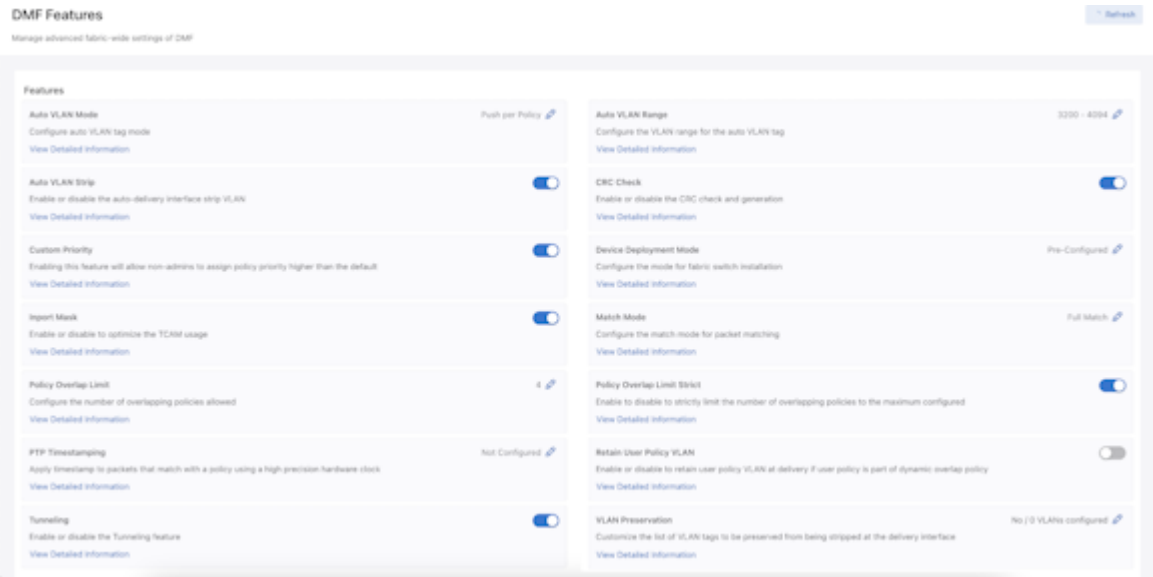 DMF Features
Refresh
Manage advanced fabric-wide settings of DMF
Features
Auto VLAN Mode
Push per Policy
Configure auto VLAN tag mode
View Detailed Information
Auto VLAN Range
3200 - 4094
Configure the VLAN range for the auto VLAN tag
View Detailed Information
Auto VLAN Strip
Enable or disable the auto-delivery interface strip VLAN
View Detailed Information
CRC Check
Enable or disable the CRC check and generation
View Detailed Information
Custom Priority
Enabling this feature will allow non-admins to assign policy priority higher than the default
View Detailed Information
Device Deployment Mode
Pre-Configured
Configure the mode for fabric switch installation
View Detailed Information
Inport Mask
Enable or disable to optimize the TCAM usage
View Detailed Information
Match Mode
Full Match
Configure the match mode for packet matching
View Detailed Information
Policy Overlap Limit
4
Configure the number of overlapping policies allowed
View Detailed Information
Policy Overlap Limit Strict
Enable to disable to strictly limit the number of overlapping policies to the maximum configured
View Detailed Information
PTP Timestamping
Not Configured
Apply timestamp to packets that match with a policy using a high precision hardware clock
View Detailed Information
Retain User Policy VLAN
Enable or disable to retain user policy VLAN at delivery if user policy is part of dynamic overlap policy
View Detailed Information
Tunneling
Enable or disable the Tunneling feature
View Detailed Information
VLAN Preservation
No / 0 VLANs configured
Customize the list of VLAN tags to be preserved from being stripped at the delivery interface
View Detailed Information